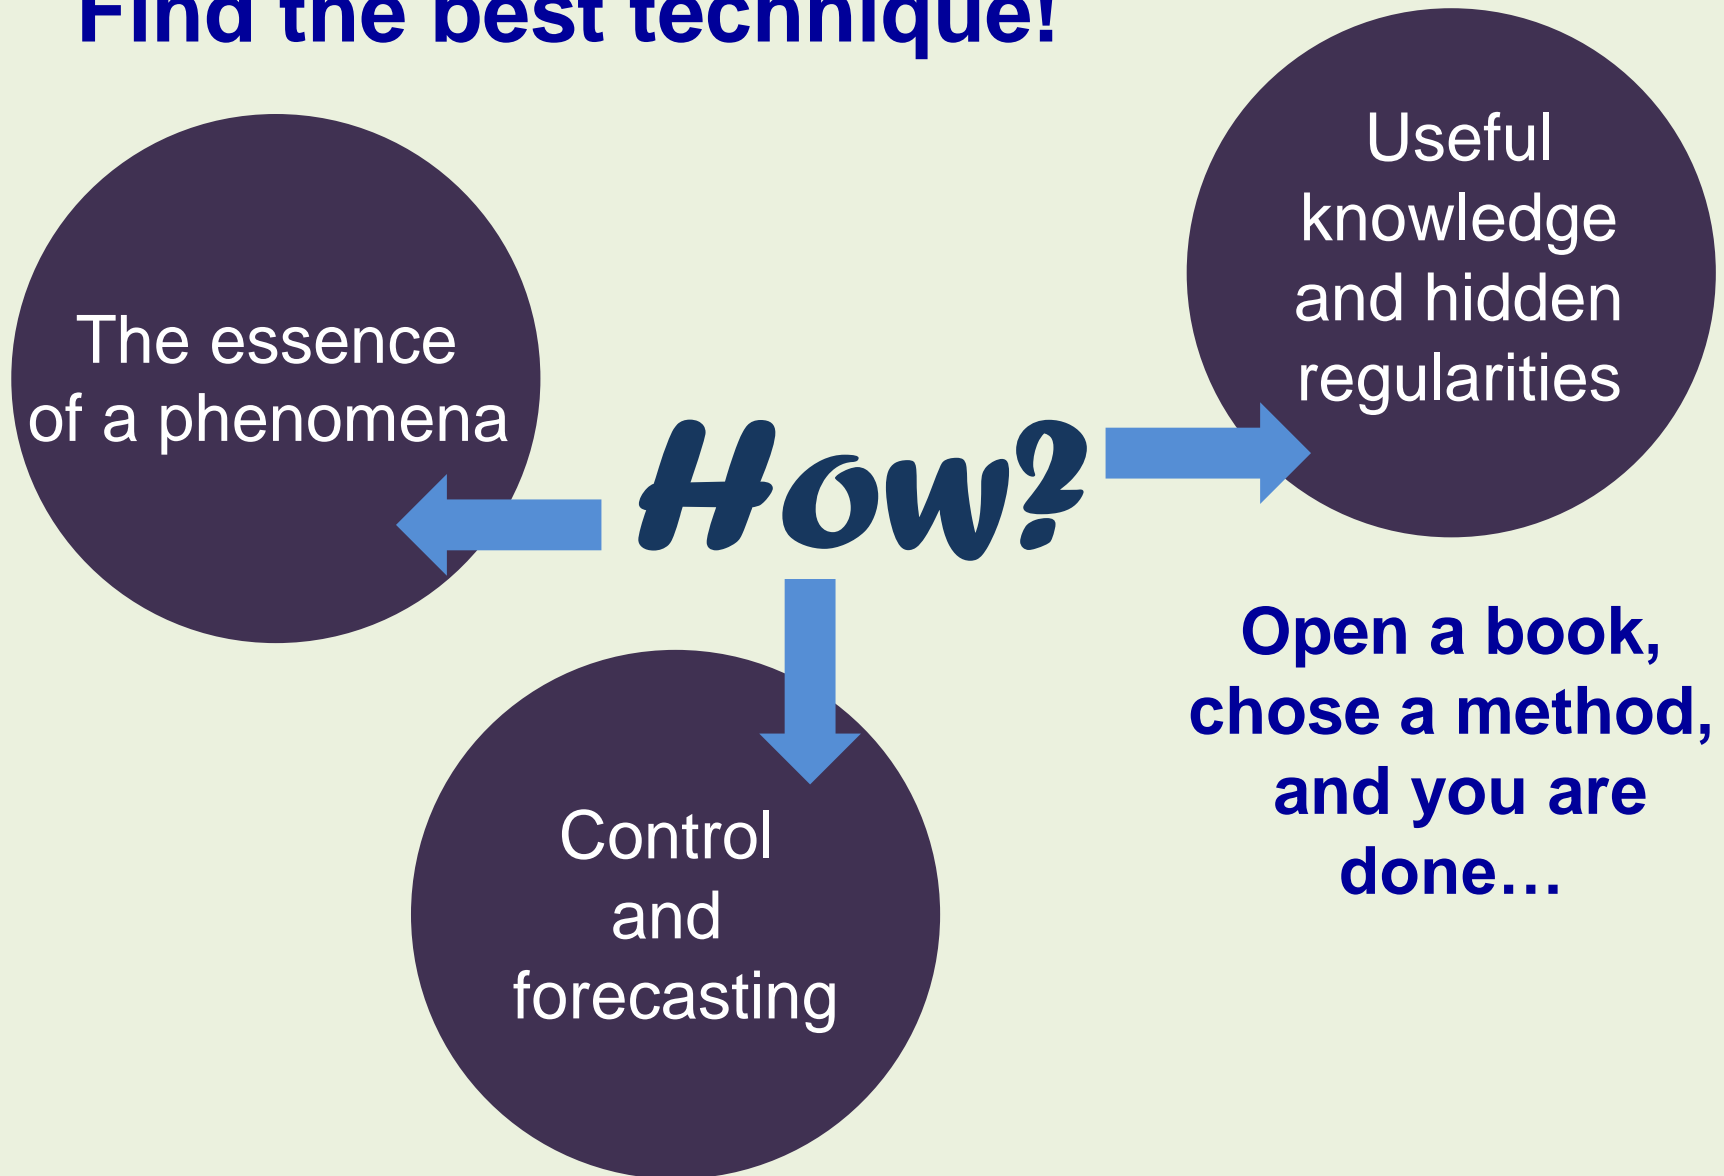 Find the best technique!
The essence
of a phenomena
How?
Useful
knowledge
and hidden
regularities
Open a book,
chose a method,
and you are
done…
Control
and
forecasting